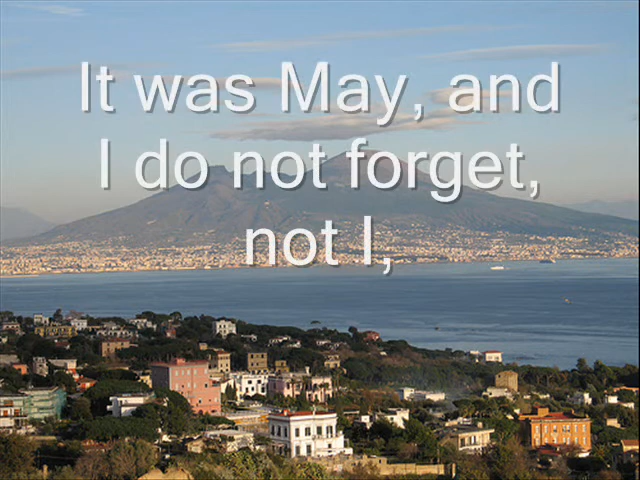 It was May, and
I do not forget,
not I,